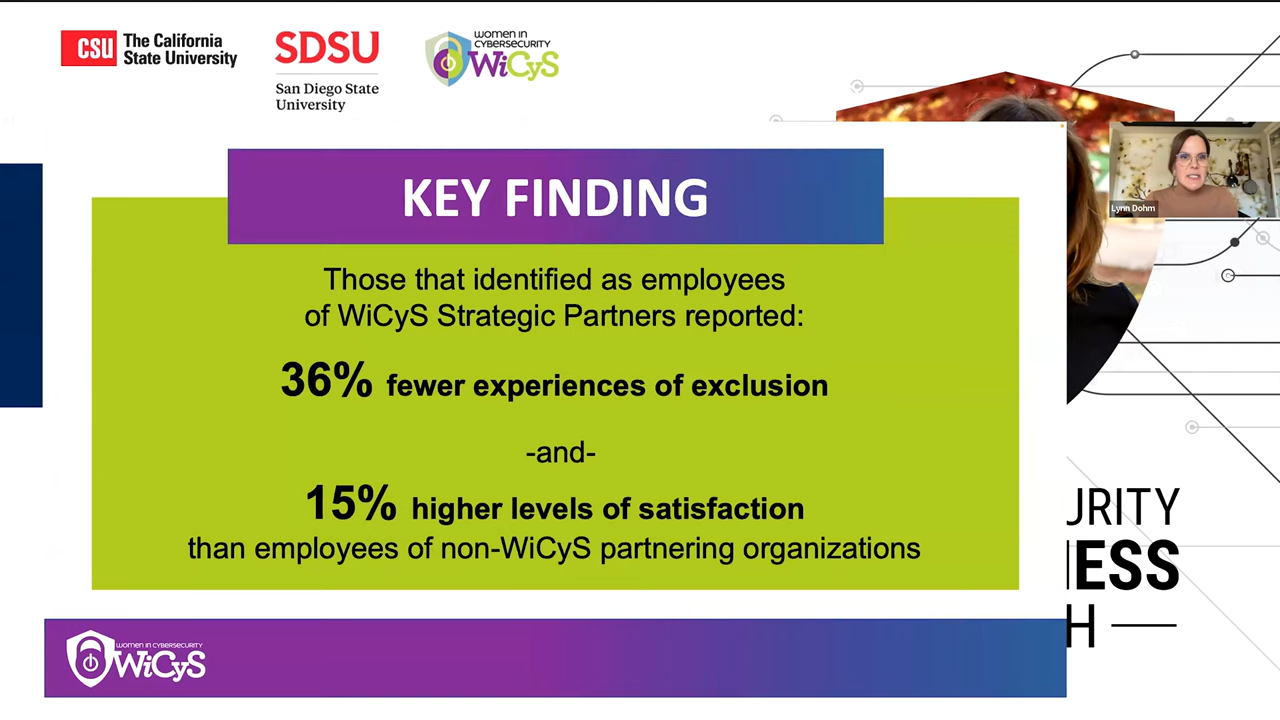 CSU The California
State University
SDSU
San Diego State
University
women in
CYBERSECURITY
WiCyS
KEY FINDING
Lynn Dohm
Those that identified as employees
of WiCyS Strategic Partners reported:
36% fewer experiences of exclusion
-and-
15% higher levels of satisfaction
than employees of non-WiCyS partnering organizations
URITY
ESS
H
women in cybersecurity
WiCyS